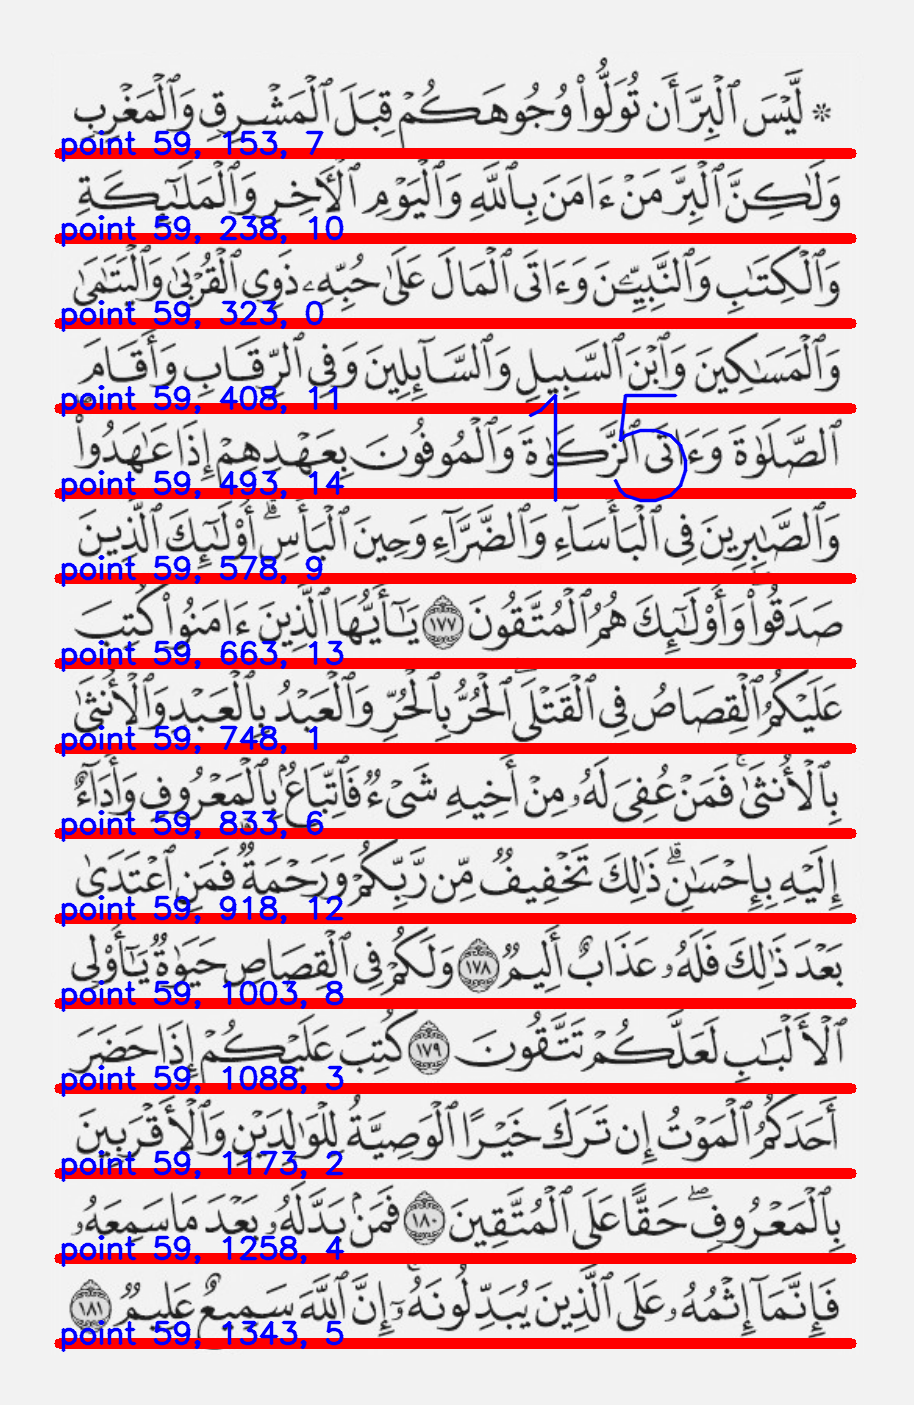 * لَّيْسَ ٱلْبِرَّ أَن تُوَلُّوا۟ وُجُوهَكُمْ قِبَلَ ٱلْمَشْرِقِ وَٱلْمَغْرِبِ
point 59, 153, 7
وَلَٰكِنَّ ٱلْبِرَّ مَنْ ءَامَنَ بِٱللَّهِ وَٱلْيَوْمِ ٱلْأَخِرِ وَٱلْمَلَٰٓئِكَةِ
point 59, 238, 10
وَٱلْكِتَٰبِ وَٱلنَّبِيِّۦنَ وَءَاتَى ٱلْمَالَ عَلَىٰ حُبِّهِۦ ذَوِى ٱلْقُرْبَىٰ وَٱلْيَتَٰمَىٰ
point 59, 323, 0
وَٱلْمَسَٰكِينَ وَٱبْنَ ٱلسَّبِيلِ وَٱلسَّآئِلِينَ وَفِى ٱلرِّقَابِ وَأَقَامَ
point 59, 408, 11
15
ٱلصَّلَوٰةَ وَءَاتَى ٱلزَّكَوٰةَ وَٱلْمُوفُونَ بِعَهْدِهِمْ إِذَا عَٰهَدُوا۟
point 59, 493, 14
وَٱلصَّٰبِرِينَ فِى ٱلْبَأْسَآءِ وَٱلضَّرَّآءِ وَحِينَ ٱلْبَأْسِ ۗ أُو۟لَٰٓئِكَ ٱلَّذِينَ
point 59, 578, 9
صَدَقُوا۟ ۖ وَأُو۟لَٰٓئِكَ هُمُ ٱلْمُتَّقُونَ ١٧٧ يَٰٓأَيُّهَا ٱلَّذِينَ ءَامَنُوا۟ كُتِبَ
point 59, 663, 13
عَلَيْكُمُ ٱلْقِصَاصُ فِى ٱلْقَتْلَى ۖ ٱلْحُرُّ بِٱلْحُرِّ وَٱلْعَبْدُ بِٱلْعَبْدِ وَٱلْأُنثَىٰ
point 59, 748, 1
بِٱلْأُنثَىٰ ۚ فَمَنْ عُفِىَ لَهُۥ مِنْ أَخِيهِ شَىْءٌ فَٱتِّبَاعٌۢ بِٱلْمَعْرُوفِ وَأَدَآءٌ
point 59, 833, 6
إِلَيْهِ بِإِحْسَٰنٍ ۗ ذَٰلِكَ تَخْفِيفٌ مِّن رَّبِّكُمْ وَرَحْمَةٌ ۗ فَمَنِ ٱعْتَدَىٰ
point 59, 918, 12
بَعْدَ ذَٰلِكَ فَلَهُۥ عَذَابٌ أَلِيمٌ ١٧٨ وَلَكُمْ فِى ٱلْقِصَاصِ حَيَوٰةٌ يَٰٓأُو۟لِى
point 59, 1003, 8
ٱلْأَلْبَٰبِ لَعَلَّكُمْ تَتَّقُونَ ١٧٩ كُتِبَ عَلَيْكُمْ إِذَا حَضَرَ
point 59, 1088, 3
أَحَدَكُمُ ٱلْمَوْتُ إِن تَرَكَ خَيْرًا ٱلْوَصِيَّةُ لِلْوَٰلِدَيْنِ وَٱلْأَقْرَبِينَ
point 59, 1173, 2
بِٱلْمَعْرُوفِ ۖ حَقًّا عَلَى ٱلْمُتَّقِينَ ١٨٠ فَمَنۢ بَدَّلَهُۥ بَعْدَ مَا سَمِعَهُۥ
point 59, 1258, 4
فَإِنَّمَآ إِثْمُهُۥ عَلَى ٱلَّذِينَ يُبَدِّلُونَهُۥٓ ۚ إِنَّ ٱللَّهَ سَمِيعٌ عَلِيمٌ ١٨١
point 59, 1343, 5